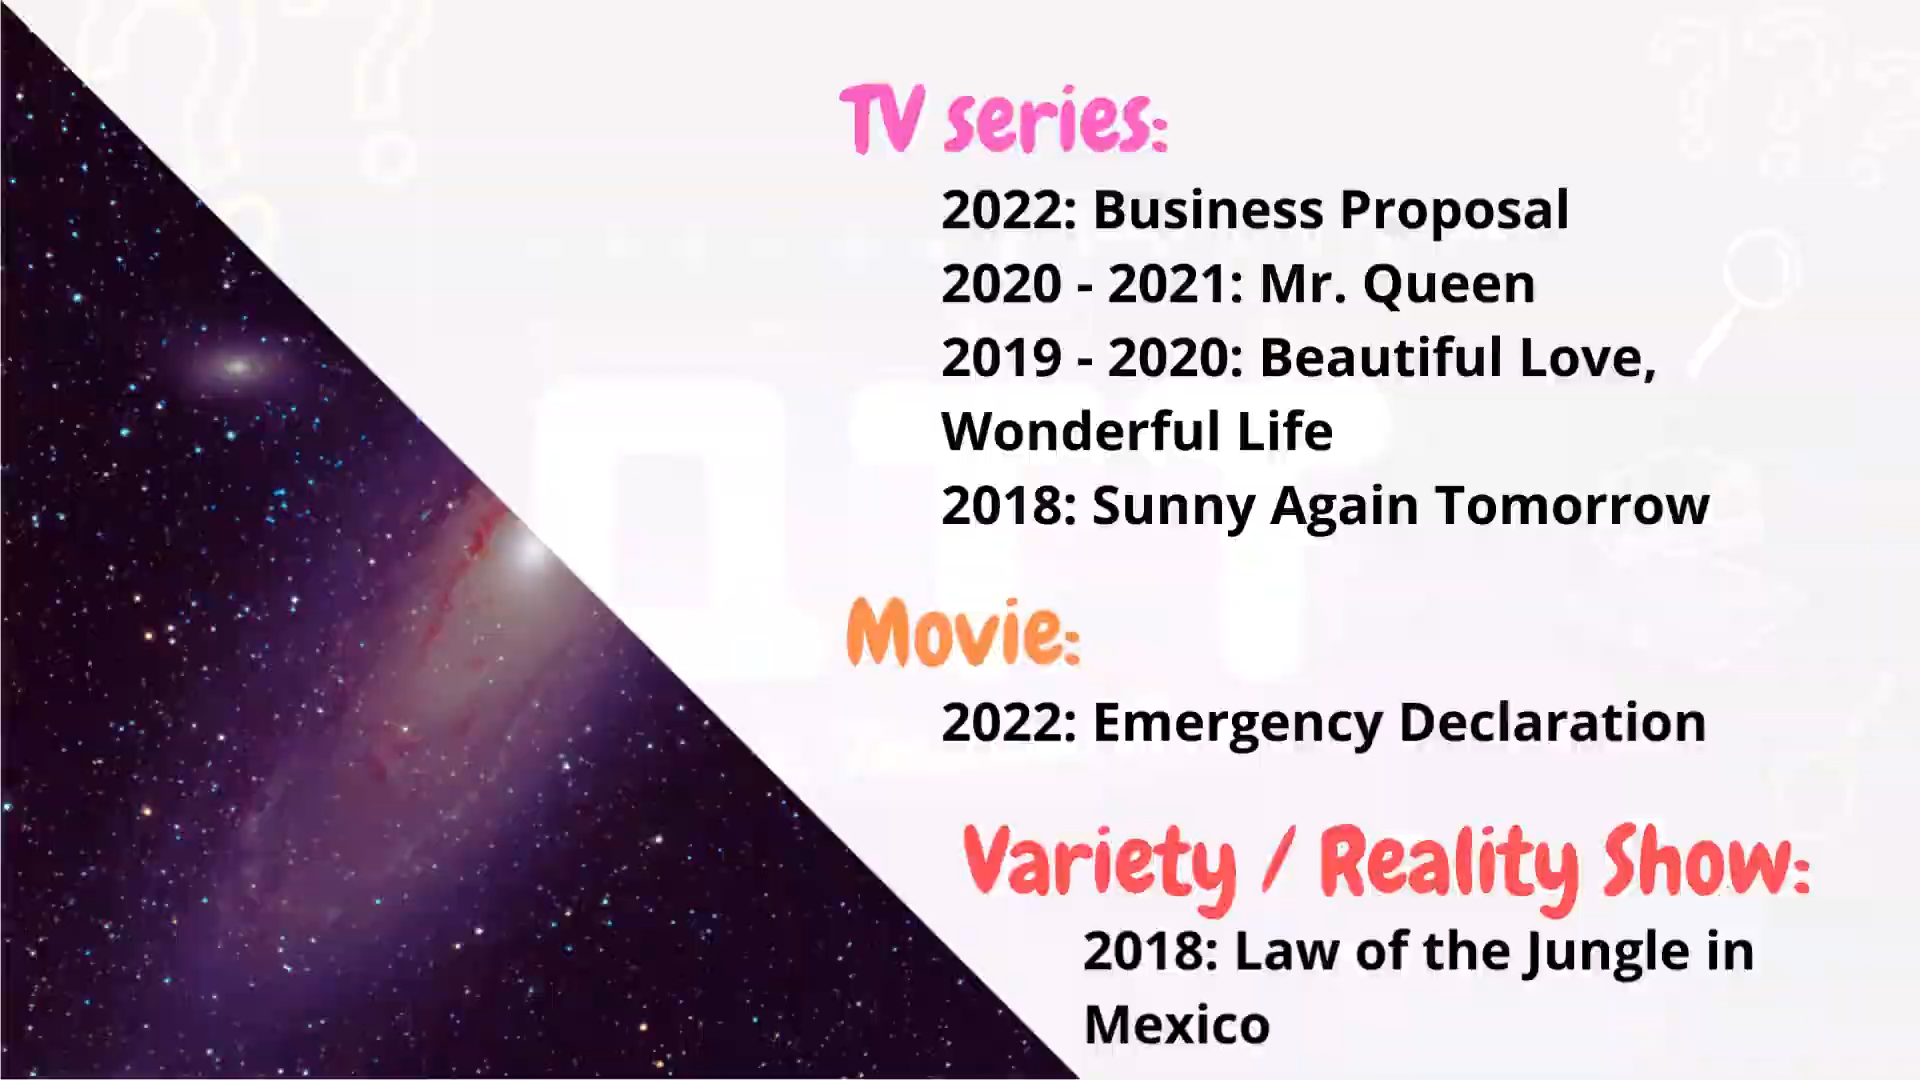 TV series:
2022: Business Proposal
2020 - 2021: Mr. Queen
2019 - 2020: Beautiful Love,
Wonderful Life
2018: Sunny Again Tomorrow
Movie:
2022: Emergency Declaration
Variety / Reality Show:
2018: Law of the Jungle in
Mexico